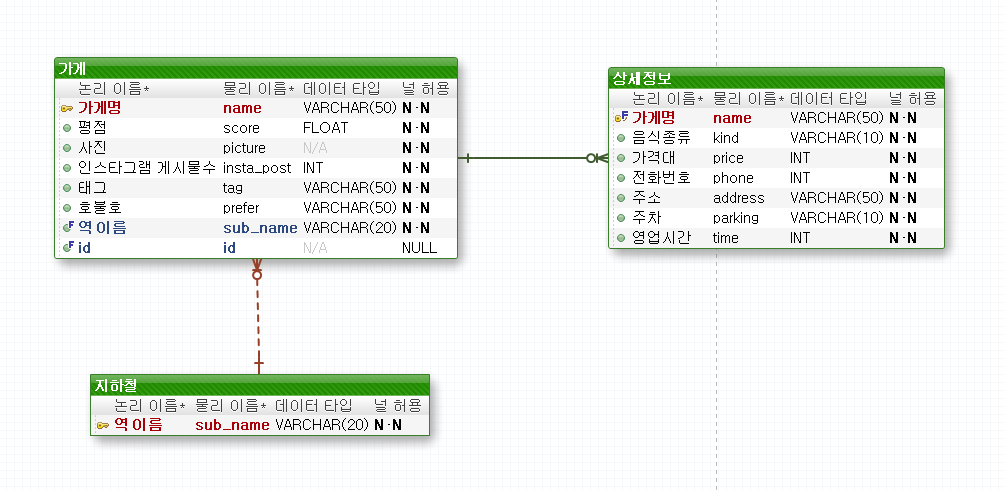 가게
논리 이름* 물리 이름* 데이터 타입 널 허용
가게명 name VARCHAR(50) N·N
평점 score FLOAT N·N
사진 picture N/A N·N
인스타그램 게시물수 insta_post INT N·N
태그 tag VARCHAR(50) N·N
호불호 prefer VARCHAR(50) N·N
F 역이름 sub_name VARCHAR(20) N·N
F id id N/A NULL
상세정보
논리 이름* 물리 이름* 데이터 타입 널 허용
F 가게명 name VARCHAR(50) N·N
음식종류 kind VARCHAR(10) N·N
가격대 price INT N·N
전화번호 phone INT N·N
주소 address VARCHAR(50) N·N
주차 parking VARCHAR(10) N·N
영업시간 time INT N·N
지하철
논리 이름* 물리 이름* 데이터 타입 널 허용
역이름 sub_name VARCHAR(20) N·N